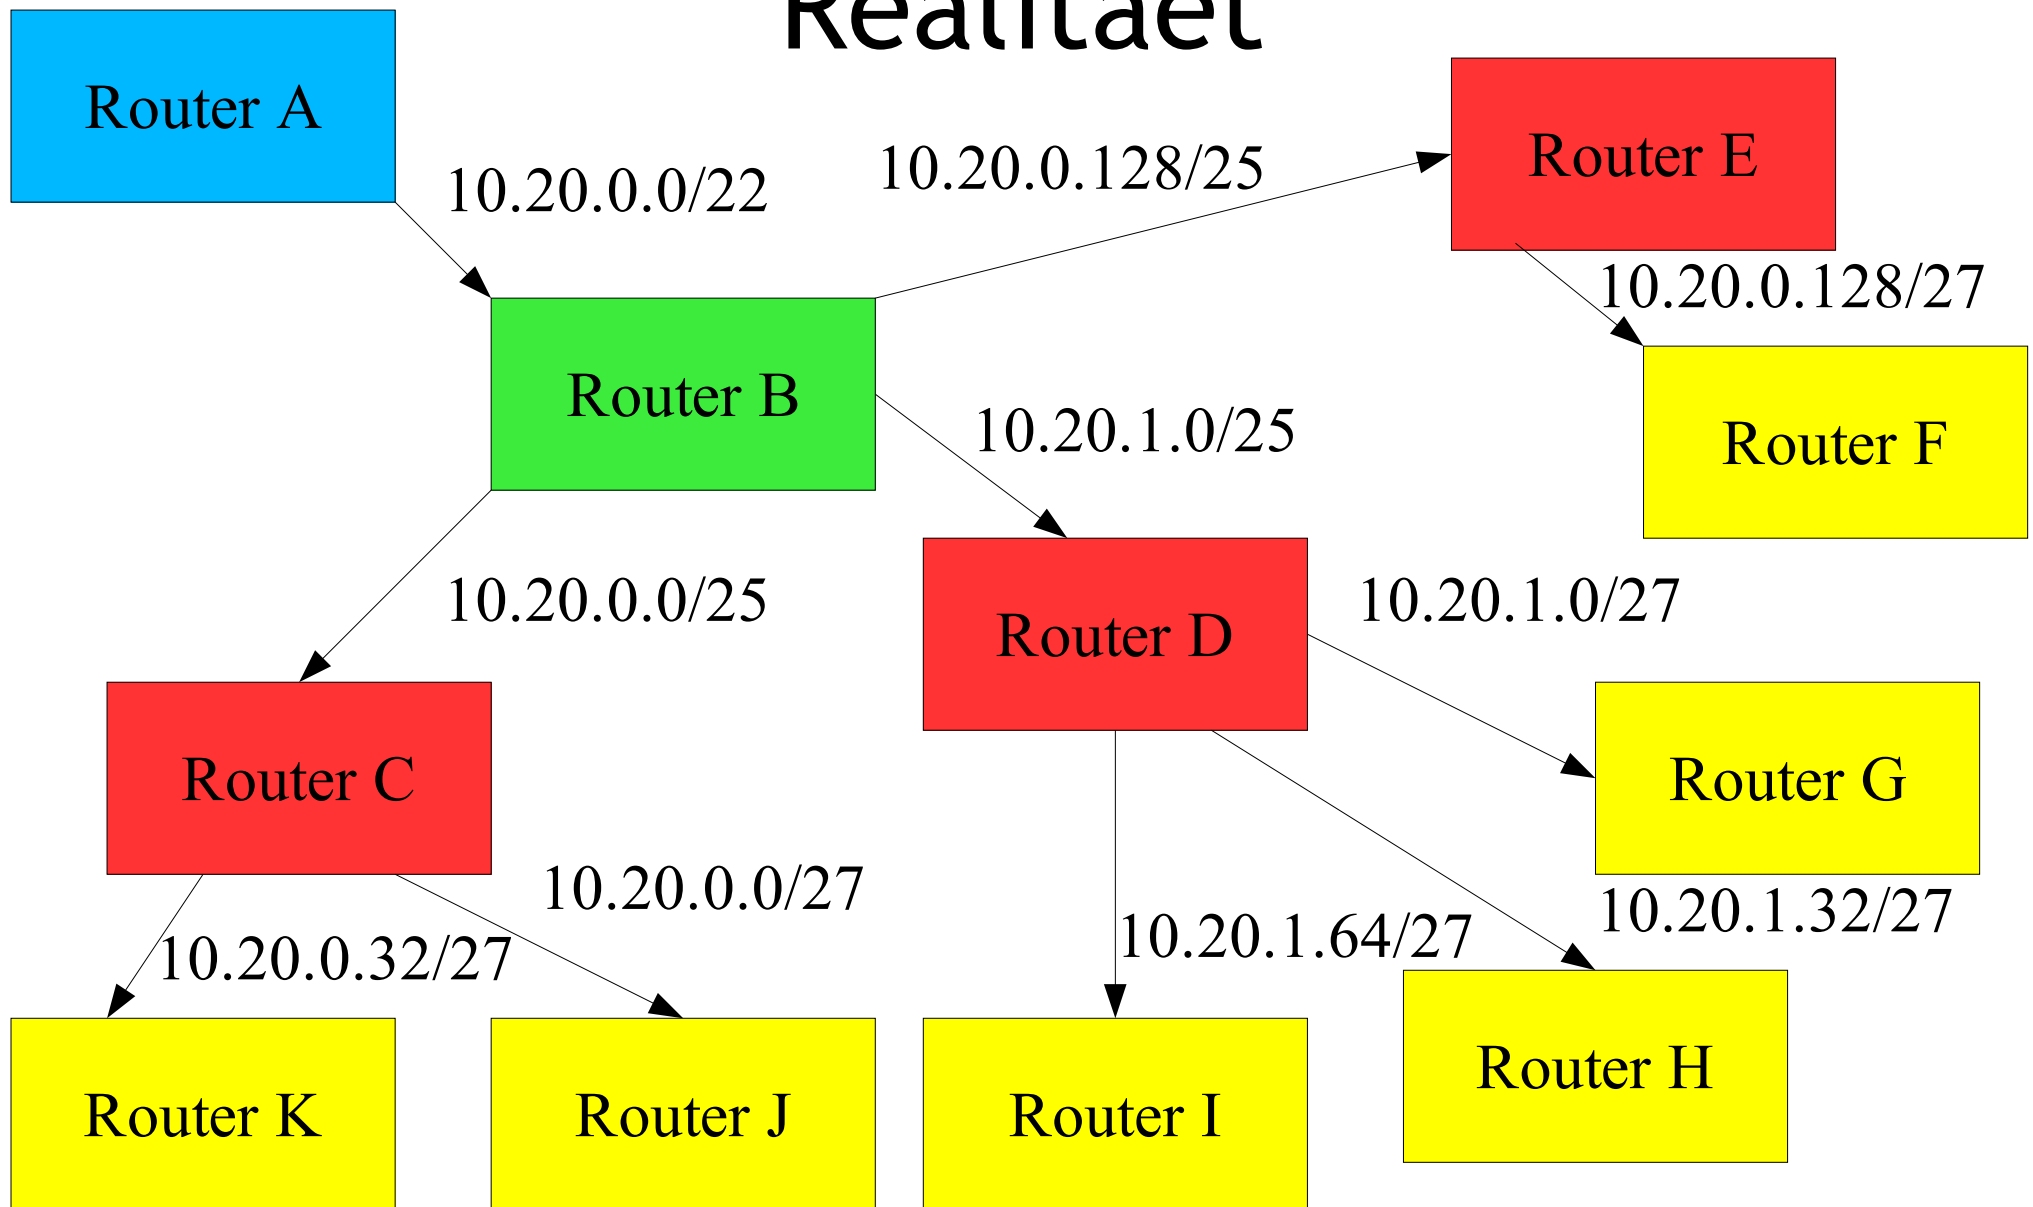 Realitaet
Router A
Router E
10.20.0.0/22
10.20.0.128/25
10.20.0.128/27
Router B
Router F
10.20.1.0/25
10.20.0.0/25
Router D
10.20.1.0/27
Router C
Router G
10.20.0.0/27
10.20.1.32/27
10.20.0.32/27
10.20.1.64/27
Router K
Router J
Router I
Router H